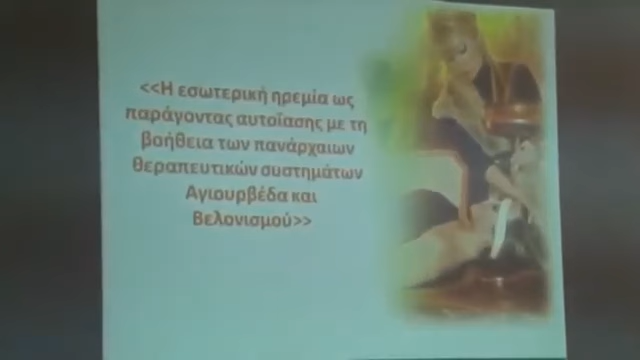 <<Η εσωτερική ηρεμία ως
παράγοντας αυτοΐασης με τη
βοήθεια των πανάρχαιων
θεραπευτικών συστημάτων
Αγιουρβέδα και
Βελονισμού>>